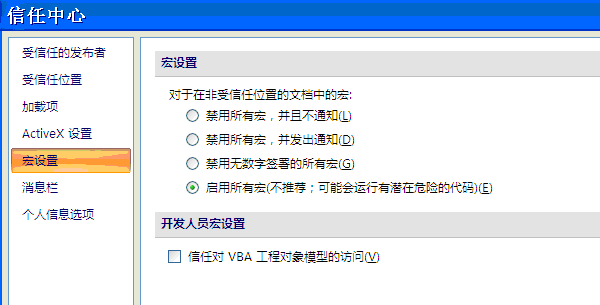 信任中心
受信任的发布者
受信任位置
加载项
ActiveX 设置
宏设置
消息栏
个人信息选项
宏设置
对于在非受信任位置的文档中的宏:
禁用所有宏，并且不通知(L)
禁用所有宏，并发出通知(D)
禁用无数字签署的所有宏(G)
启用所有宏(不推荐；可能会运行有潜在危险的代码)(E)
开发人员宏设置
信任对 VBA 工程对象模型的访问(V)